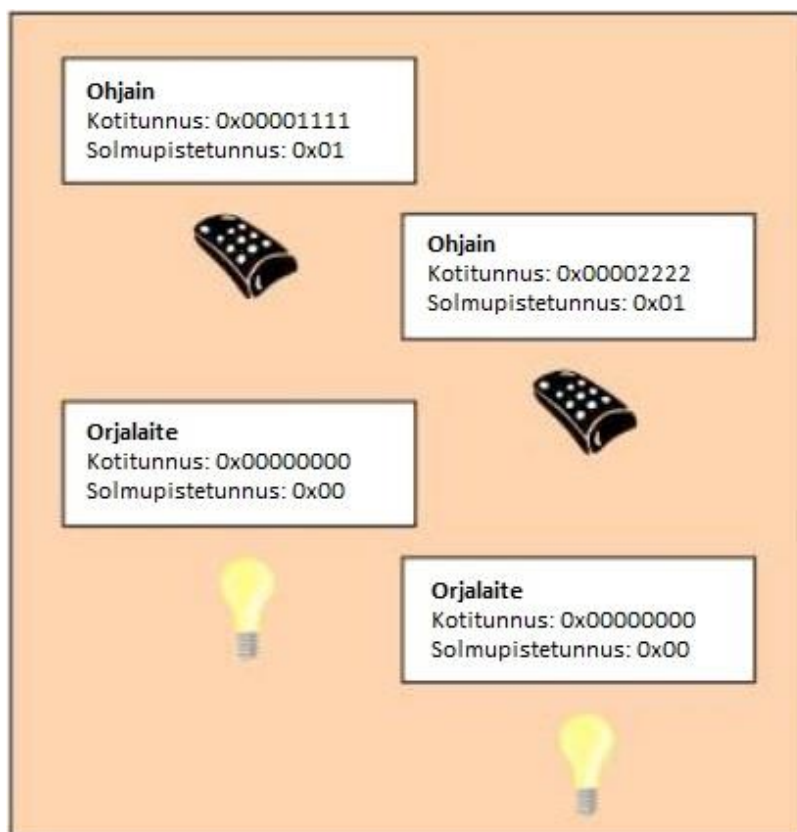 Ohjain
Kotitunnus: 0x00001111
Solmupistetunnus: 0x01
Ohjain
Kotitunnus: 0x00002222
Solmupistetunnus: 0x01
Orjalaite
Kotitunnus: 0x00000000
Solmupistetunnus: 0x00
Orjalaite
Kotitunnus: 0x00000000
Solmupistetunnus: 0x00